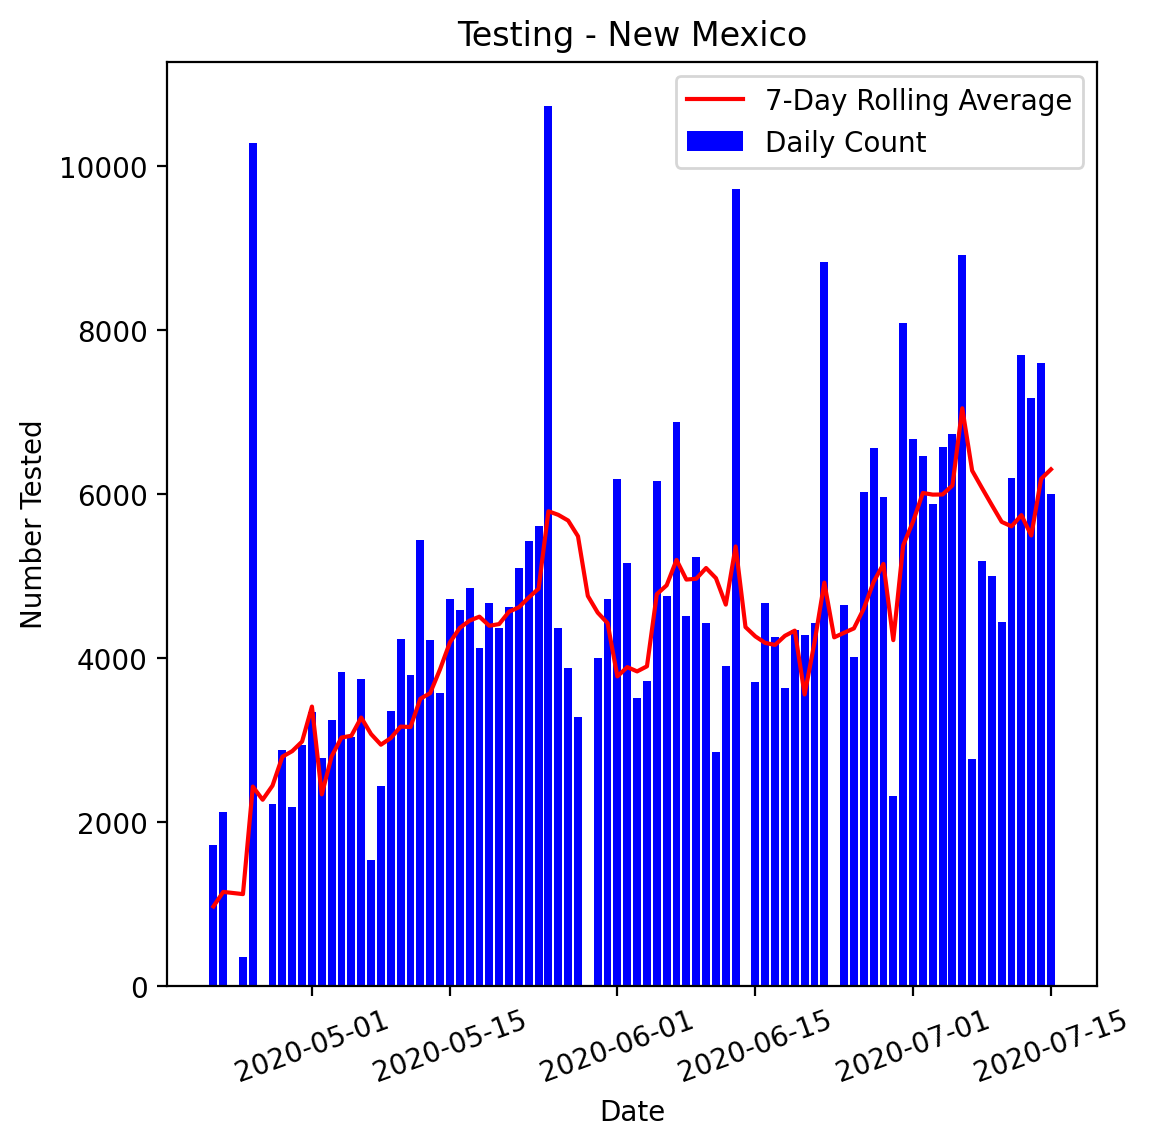 Testing - New Mexico
7-Day Rolling Average
Daily Count
10000
8000
6000
4000
2000
0
Number Tested
2020-05-01
2020-05-15
2020-06-01
2020-06-15
2020-07-01
2020-07-15
Date